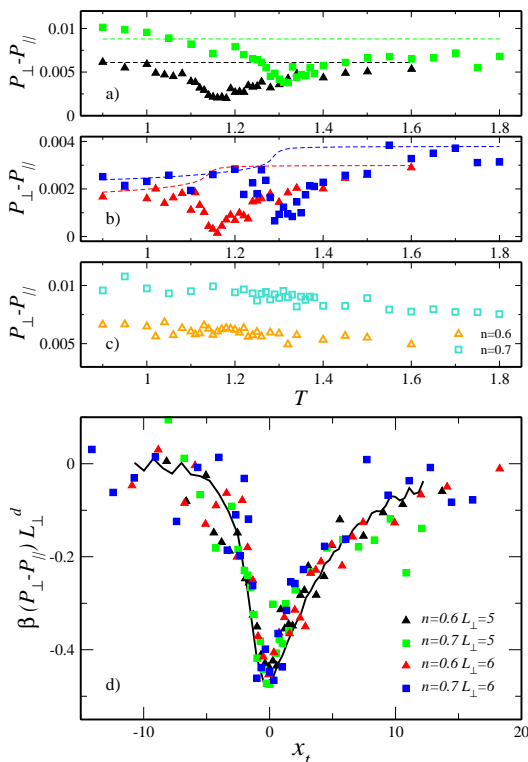 0.01
0.005
0
P⊥-P//
a)
1 1.2 1.4 1.6 1.8
0.004
0.002
0
P⊥-P//
b)
1 1.2 1.4 1.6 1.8
0.01
0.005
P⊥-P//
c)
n=0.6
n=0.7
1 1.2 1.4 1.6 1.8
T
0
-0.2
-0.4
β (P⊥-P//) L⊥^d
n=0.6 L⊥=5
n=0.7 L⊥=5
n=0.6 L⊥=6
n=0.7 L⊥=6
d)
-10 0 10 20
x_t